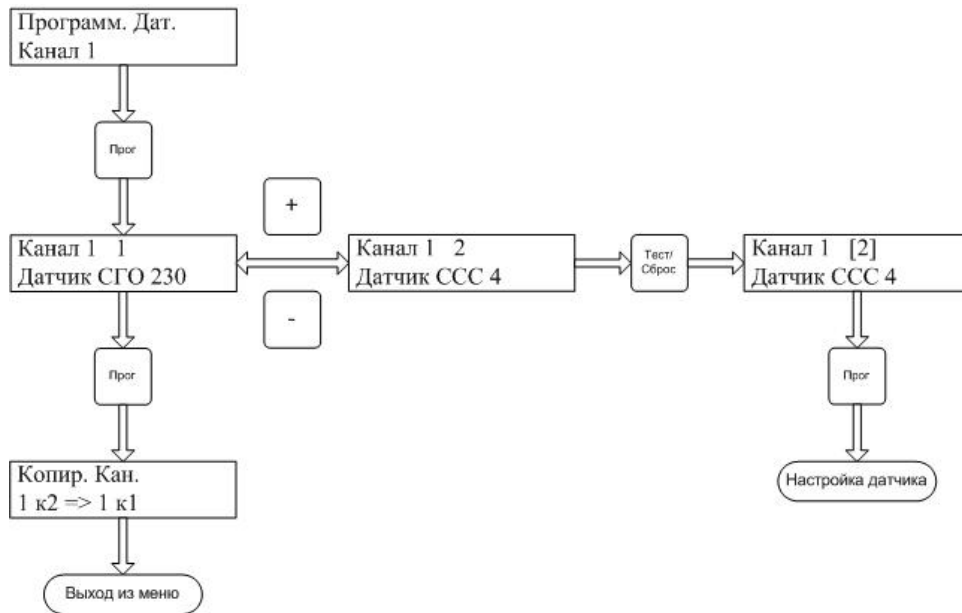 Программ. Дат.
Канал 1
Прог
+
Канал 1   1
Датчик СГО 230
Канал 1   2
Датчик ССС 4
Тест/
Сброс
Канал 1   [2]
Датчик ССС 4
-
Прог
Прог
Копир. Кан.
1 к2 => 1 к1
Настройка датчика
Выход из меню